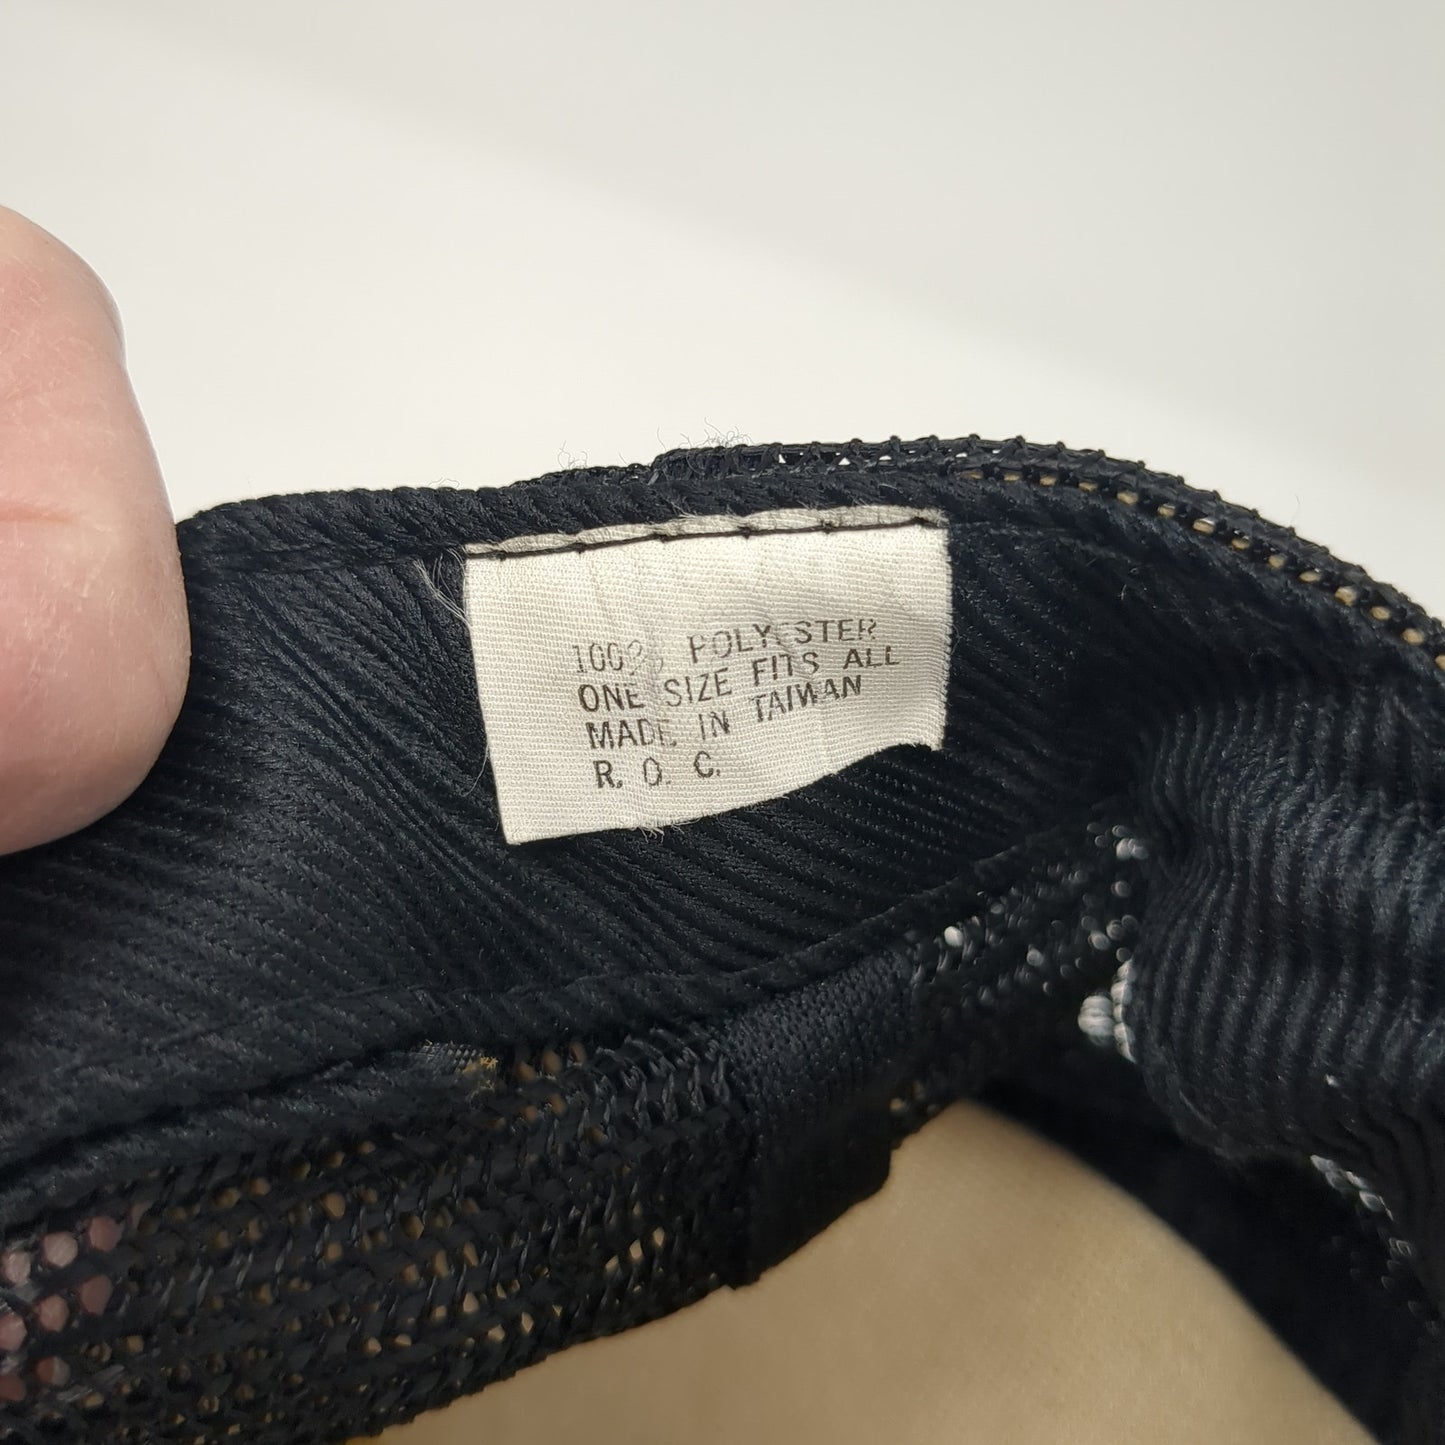 100% POLYESTER
ONE SIZE FITS ALL
MADE IN TAIWAN
R. O. C.